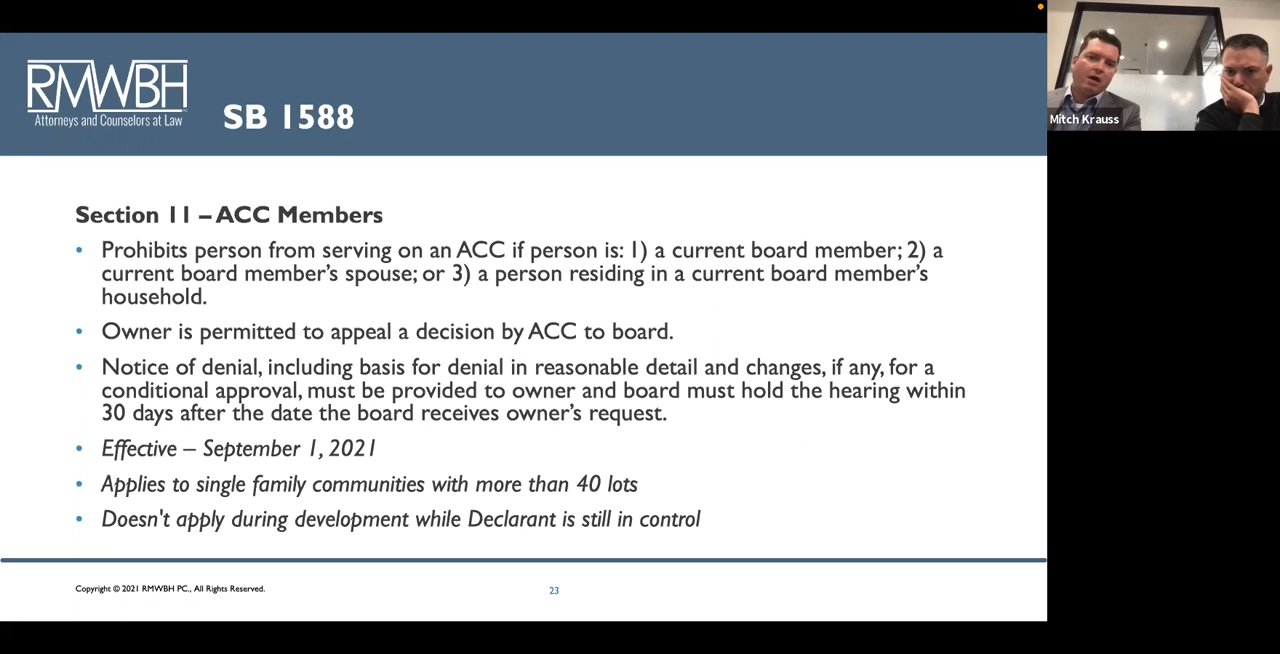 RMWBH
Attorneys and Counselors at Law
SB 1588
Mitch Krauss
Section 11 – ACC Members
• Prohibits person from serving on an ACC if person is: 1) a current board member; 2) a
current board member’s spouse; or 3) a person residing in a current board member’s
household.
• Owner is permitted to appeal a decision by ACC to board.
• Notice of denial, including basis for denial in reasonable detail and changes, if any, for a
conditional approval, must be provided to owner and board must hold the hearing within
30 days after the date the board receives owner’s request.
• Effective – September 1, 2021
• Applies to single family communities with more than 40 lots
• Doesn't apply during development while Declarant is still in control
Copyright © 2021 RMWBH PC., All Rights Reserved.
23